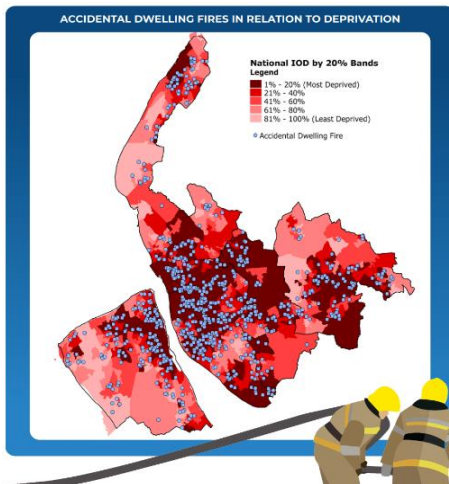 ACCIDENTAL DWELLING FIRES IN RELATION TO DEPRIVATION
National IOD by 20% Bands
Legend
1% - 20% (Most Deprived)
21% - 40%
41% - 60%
61% - 80%
81% - 100% (Least Deprived)
Accidental Dwelling Fire